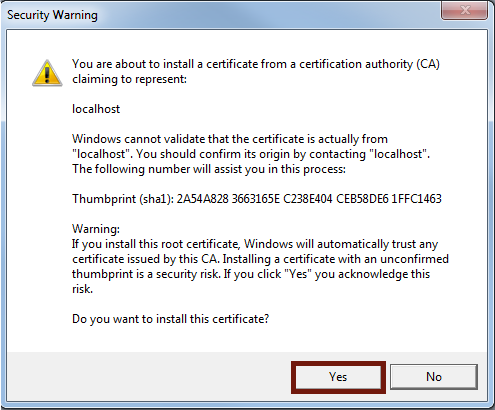 Security Warning
You are about to install a certificate from a certification authority (CA)
claiming to represent:
localhost
Windows cannot validate that the certificate is actually from
"localhost". You should confirm its origin by contacting "localhost".
The following number will assist you in this process:
Thumbprint (sha1): 2A54A828 3663165E C238E404 CEB58DE6 1FFC1463
Warning:
If you install this root certificate, Windows will automatically trust any
certificate issued by this CA. Installing a certificate with an unconfirmed
thumbprint is a security risk. If you click "Yes" you acknowledge this
risk.
Do you want to install this certificate?
Yes
No